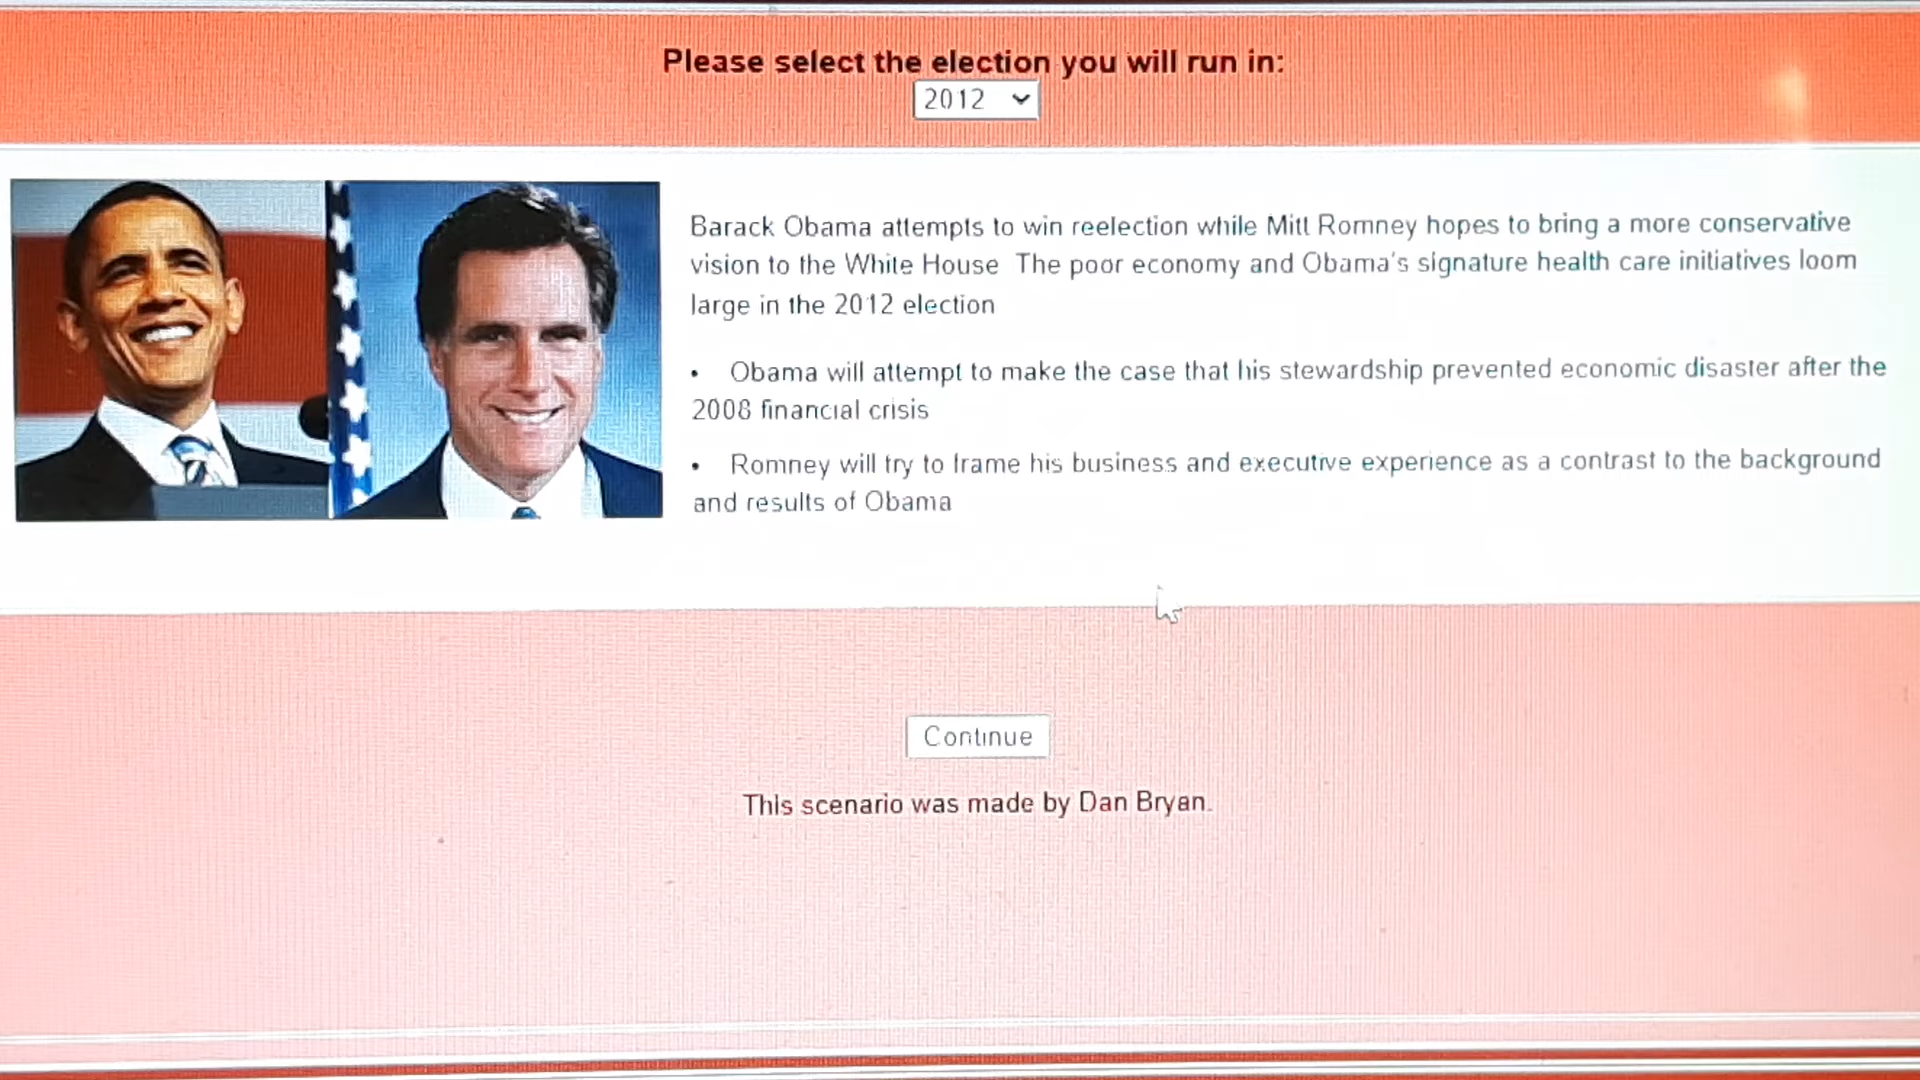 Please select the election you will run in:
2012
Barack Obama attempts to win reelection while Mitt Romney hopes to bring a more conservative
vision to the White House The poor economy and Obama's signature health care initiatives loom
large in the 2012 election
• Obama will attempt to make the case that his stewardship prevented economic disaster after the
2008 financial crisis
• Romney will try to frame his business and executive experience as a contrast to the background
and results of Obama
Continue
This scenario was made by Dan Bryan.